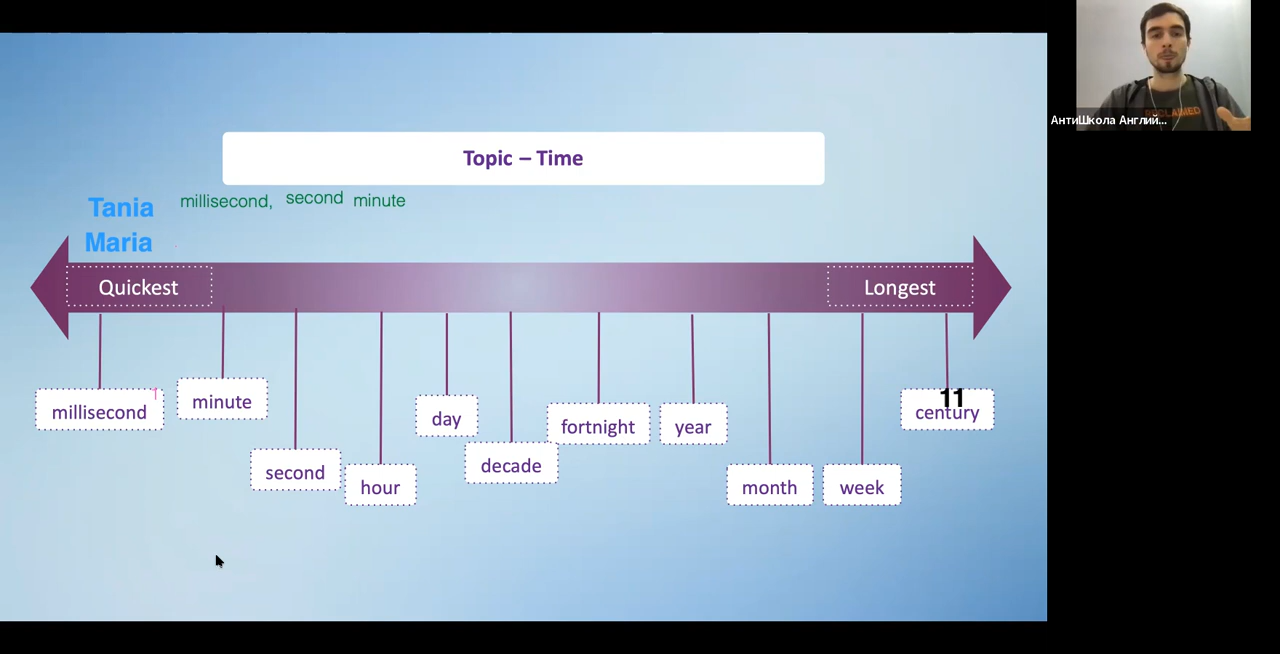 Topic – Time
Tania millisecond, second minute
Maria
Quickest Longest
millisecond minute day fortnight year century 11
second hour decade month week
АнтиШкола Англий...